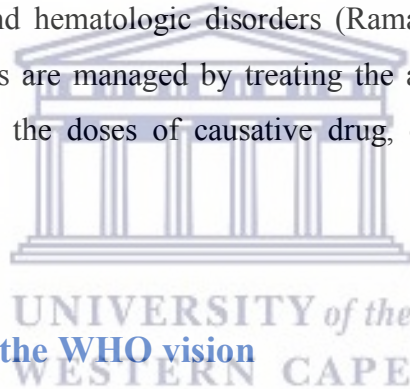 nd hematologic disorders (Rama
s are managed by treating the a
the doses of causative drug,
UNIVERSITY of the
the WHO vision
WESTERN CAPE